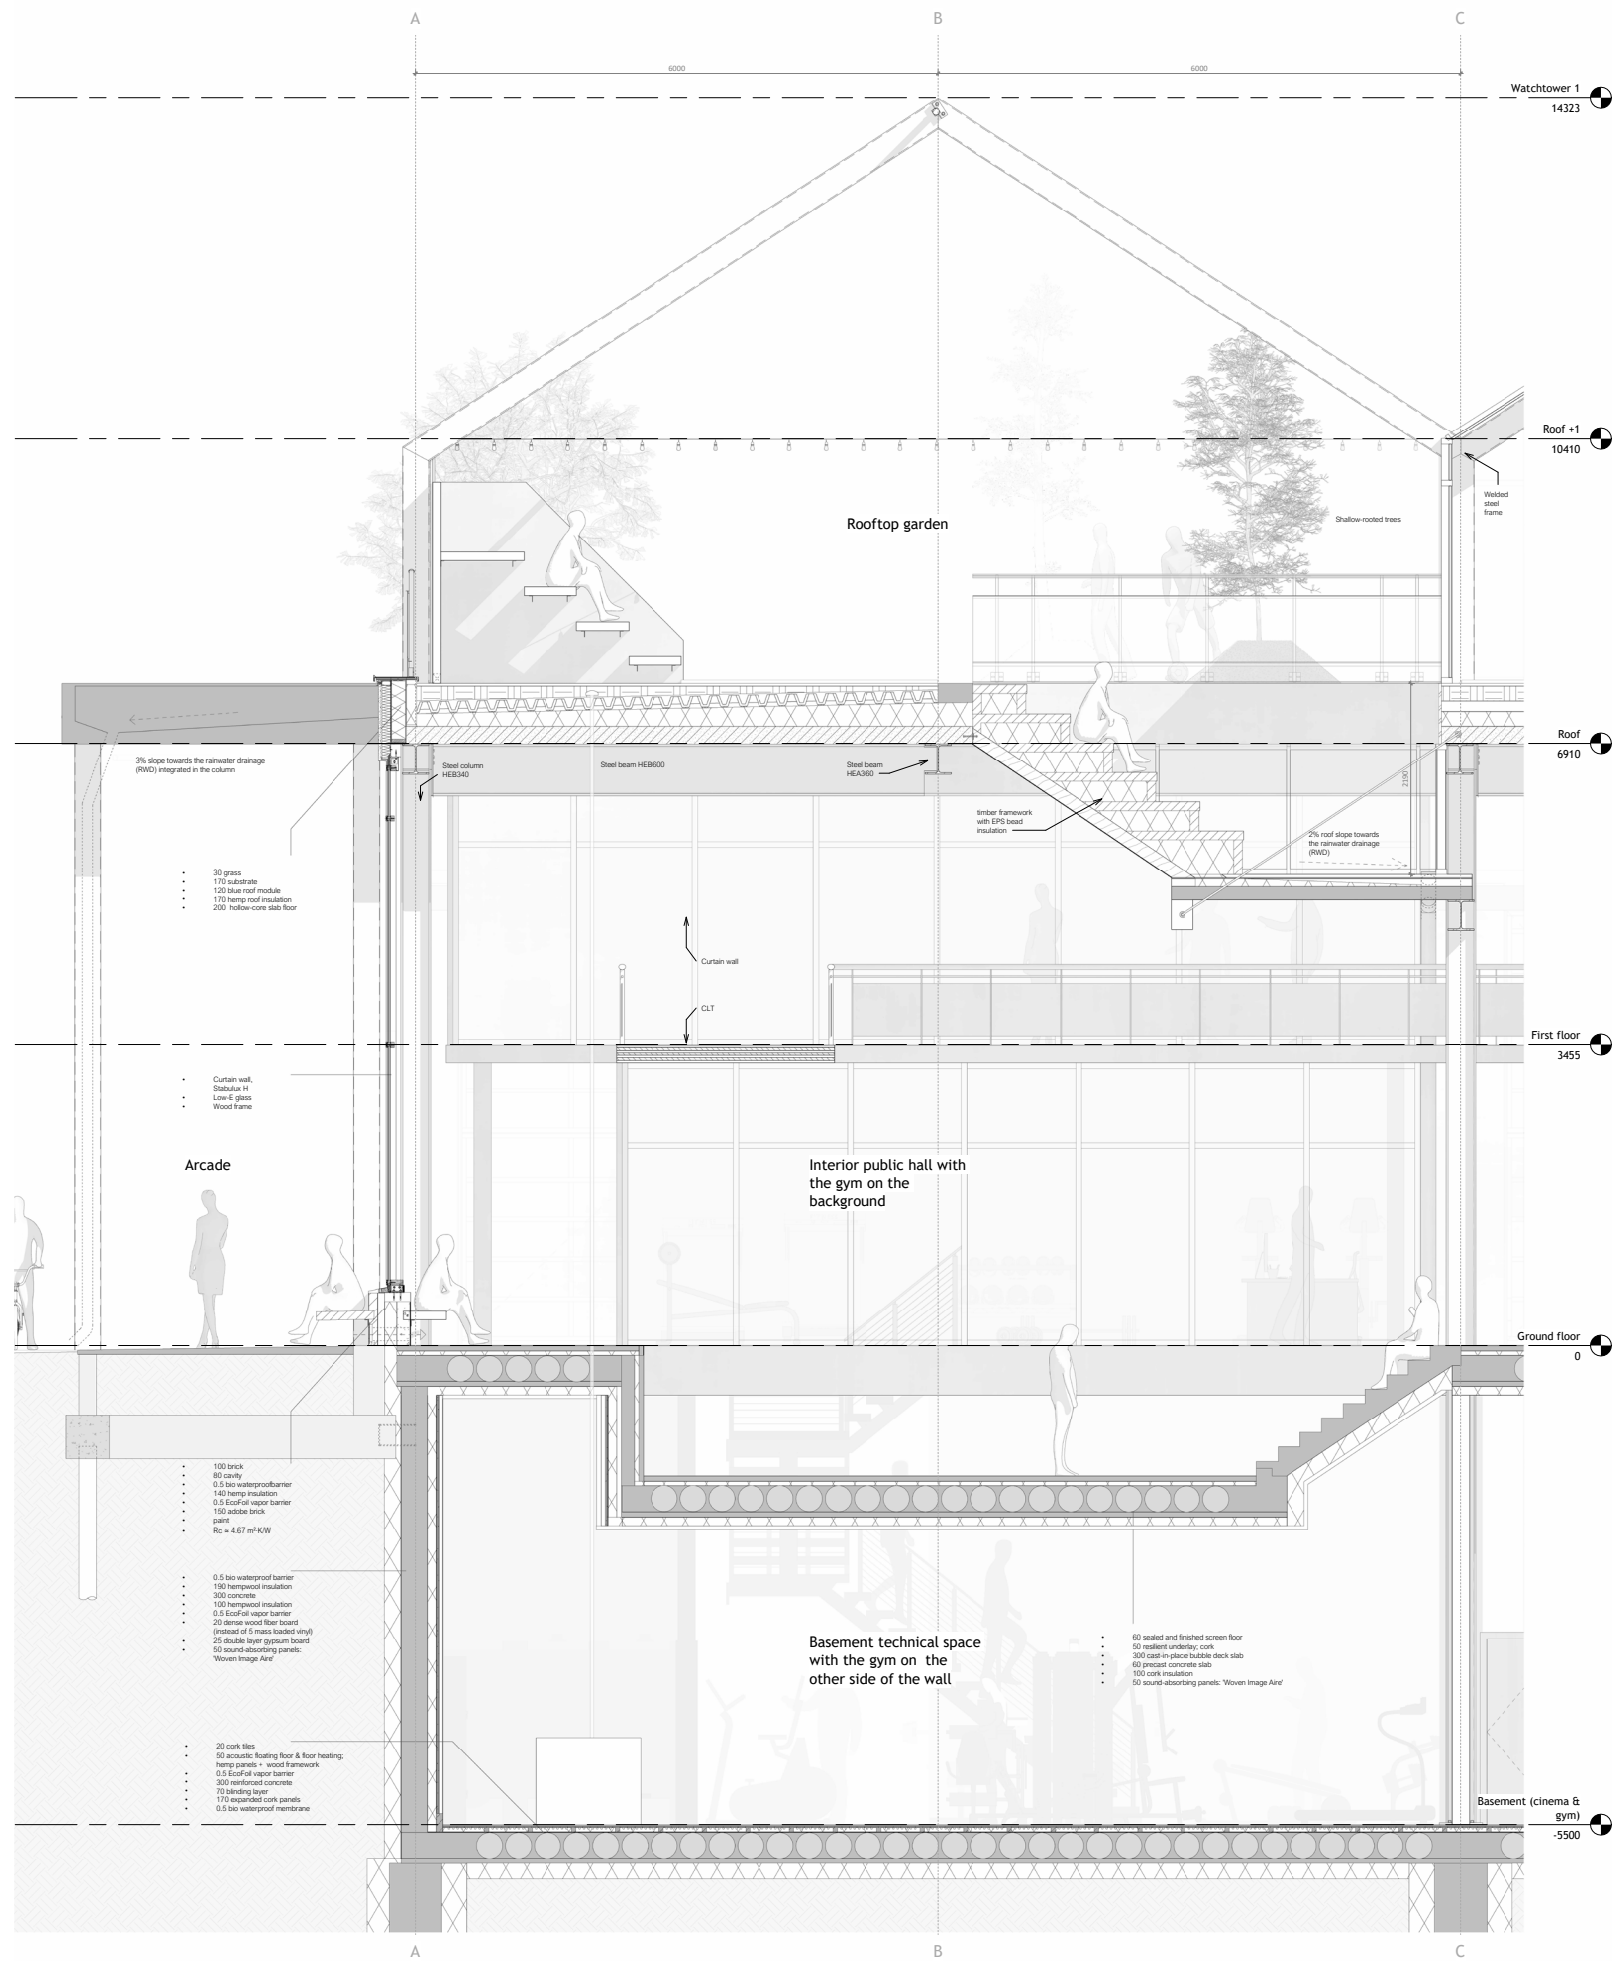 A
B
C
6000
6000
Watchtower 1
14323
Roof +1
10410
Welded
steel
frame
Rooftop garden
Shallow-rooted trees
Roof
6910
3% slope towards the rainwater drainage
(RWD) integrated in the column
Steel column
HEB340
Steel beam HEB600
Steel beam
HEA360
2190
timber framework
with EPS bead
insulation
2% roof slope towards
the rainwater drainage
(RWD)
• 30 grass
• 170 substrate
• 120 blue roof module
• 170 hemp roof insulation
• 200 hollow-core slab floor
Curtain wall
CLT
First floor
3455
• Curtain wall,
Stabulux H
• Low-E glass
• Wood frame
Arcade
Interior public hall with
the gym on the
background
Ground floor
0
• 100 brick
• 80 cavity
• 0.5 bio waterproofbarrier
• 140 hemp insulation
• 0.5 EcoFoil vapor barrier
• 150 adobe brick
• paint
• Rc ≈ 4.67 m²·K/W
• 0.5 bio waterproof barrier
• 190 hempwool insulation
• 300 concrete
• 100 hempwool insulation
• 0.5 EcoFoil vapor barrier
• 20 dense wood fiber board
(instead of 5 mass loaded vinyl)
• 25 double layer gypsum board
• 50 sound-absorbing panels:
'Woven Image Aire'
Basement technical space
with the gym on the
other side of the wall
• 60 sealed and finished screen floor
• 50 resilient underlay; cork
• 300 cast-in-place bubble deck slab
• 60 precast concrete slab
• 100 cork insulation
• 50 sound-absorbing panels: 'Woven Image Aire'
• 20 cork tiles
• 50 acoustic floating floor & floor heating;
hemp panels + wood framework
• 0.5 EcoFoil vapor barrier
• 300 reinforced concrete
• 70 blinding layer
• 170 expanded cork panels
• 0.5 bio waterproof membrane
Basement (cinema &
gym)
-5500
A
B
C